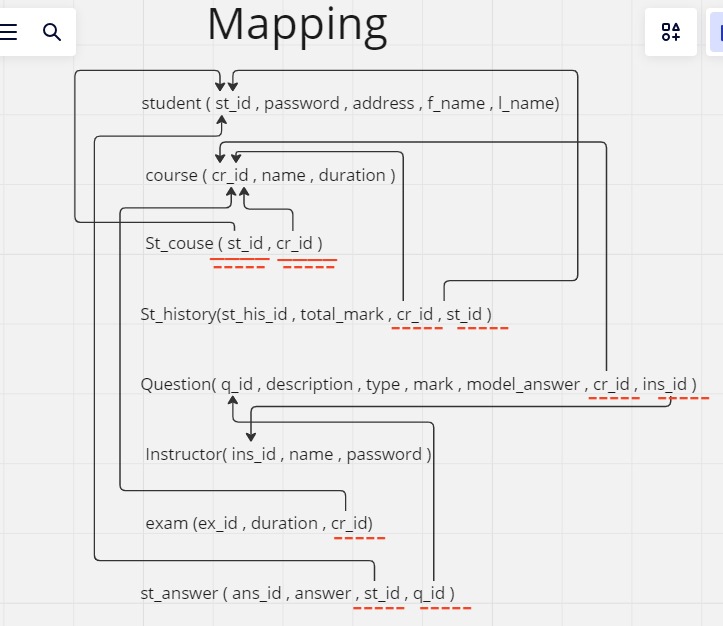 Mapping
student ( st_id , password , address , f_name , l_name)
course ( cr_id , name , duration )
St_couse ( st_id , cr_id )
St_history(st_his_id , total_mark , cr_id , st_id )
Question( q_id , description , type , mark , model_answer , cr_id , ins_id )
Instructor( ins_id , name , password )
exam (ex_id , duration , cr_id)
st_answer ( ans_id , answer , st_id , q_id )